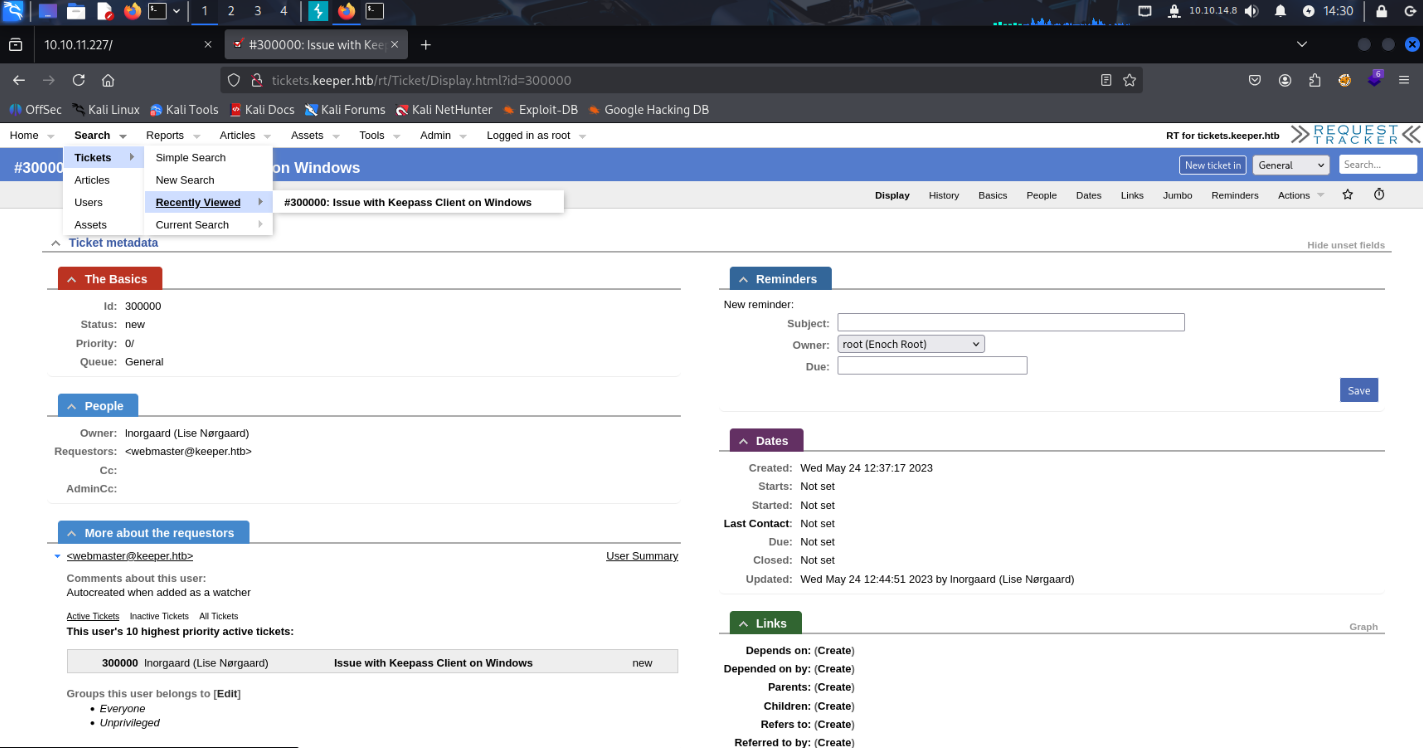 1 2 3 4 10.10.14.8 14:30
10.10.11.227/ #300000: Issue with Kee
tickets.keeper.htb/rt/Ticket/Display.html?id=300000 6
OffSec Kali Linux Kali Tools Kali Docs Kali Forums Kali NetHunter Exploit-DB Google Hacking DB
Home Search Reports Articles Assets Tools Admin Logged in as root RT for tickets.keeper.htb REQUEST TRACKER
#30000 on Windows New ticket in General Search...
Tickets Simple Search
Articles New Search
Users Recently Viewed #300000: Issue with Keepass Client on Windows
Assets Current Search
Display History Basics People Dates Links Jumbo Reminders Actions
Ticket metadata Hide unset fields
The Basics
Id: 300000
Status: new
Priority: 0/
Queue: General
People
Owner: lnorgaard (Lise Nørgaard)
Requestors: <webmaster@keeper.htb>
Cc:
AdminCc:
More about the requestors
<webmaster@keeper.htb> User Summary
Comments about this user:
Autocreated when added as a watcher
Active Tickets Inactive Tickets All Tickets
This user's 10 highest priority active tickets:
300000 lnorgaard (Lise Nørgaard) Issue with Keepass Client on Windows new
Groups this user belongs to [Edit]
Everyone
Unprivileged
Reminders
New reminder:
Subject:
Owner: root (Enoch Root)
Due:
Save
Dates
Created: Wed May 24 12:37:17 2023
Starts: Not set
Started: Not set
Last Contact: Not set
Due: Not set
Closed: Not set
Updated: Wed May 24 12:44:51 2023 by lnorgaard (Lise Nørgaard)
Links Graph
Depends on: (Create)
Depended on by: (Create)
Parents: (Create)
Children: (Create)
Refers to: (Create)
Referred to by: (Create)